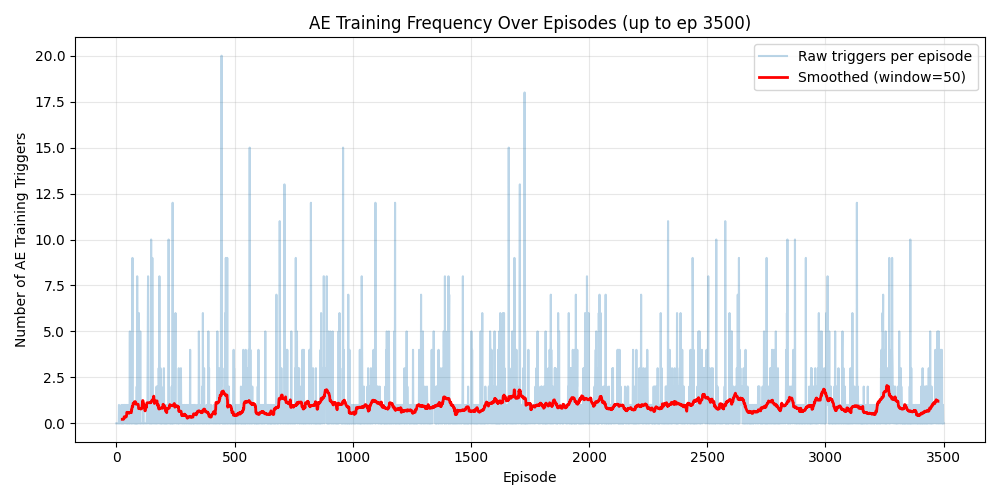 AE Training Frequency Over Episodes (up to ep 3500)
Raw triggers per episode
Smoothed (window=50)
Number of AE Training Triggers
20.0
17.5
15.0
12.5
10.0
7.5
5.0
2.5
0.0
0 500 1000 1500 2000 2500 3000 3500
Episode